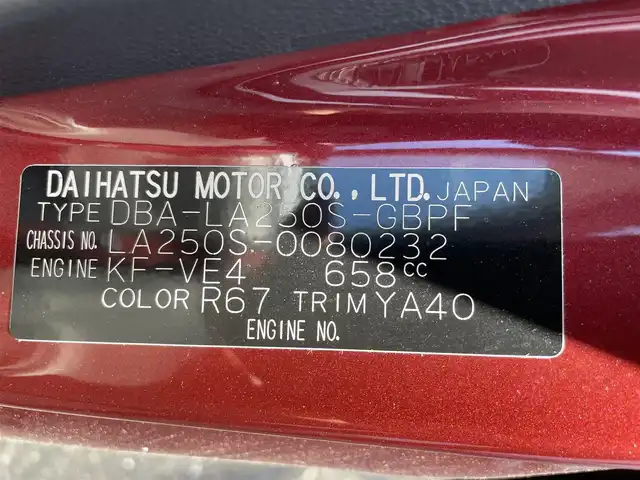 DAIHATSU MOTOR CO., LTD. JAPAN
TYPE DBA-LA250S-GBPF
CHASSIS NO. LA250S-0080232
ENGINE KF-VE4 658cc
COLOR R67 TRIM YA40
ENGINE NO.